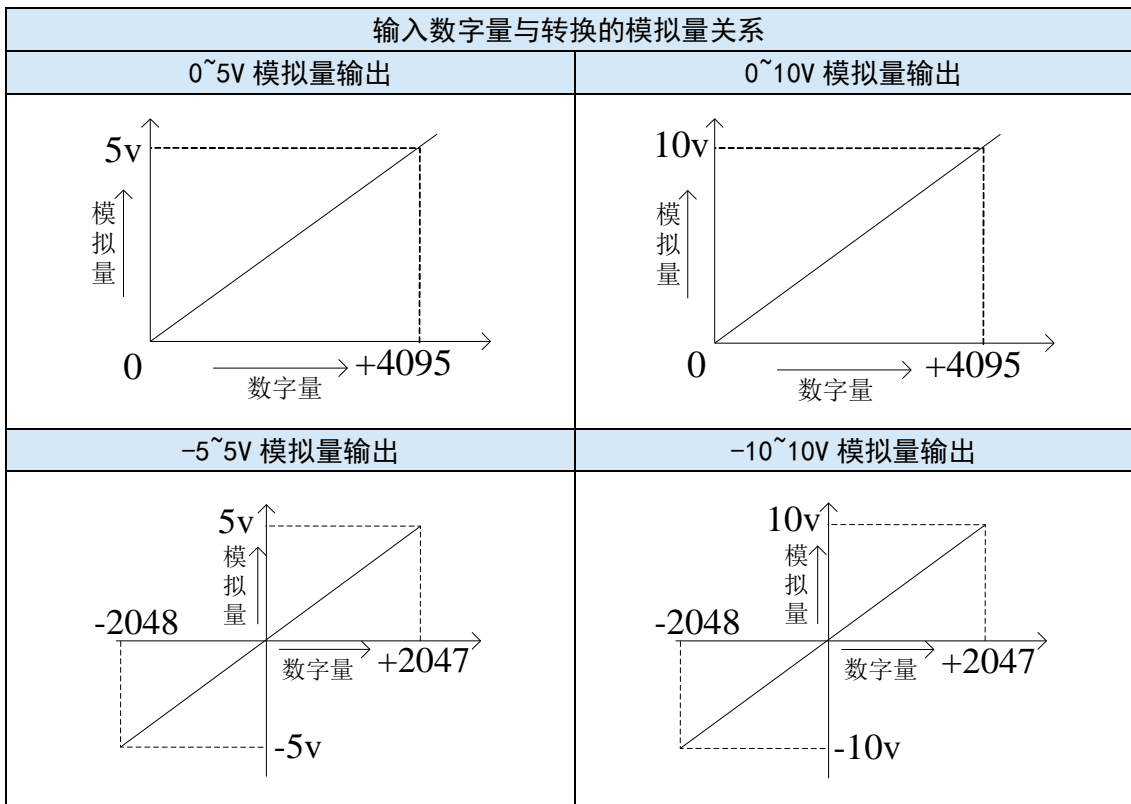 输入数字量与转换的模拟量关系
0~5V 模拟量输出
0~10V 模拟量输出
5v
模拟量
0
数字量
+4095
10v
模拟量
0
数字量
+4095
-5~5V 模拟量输出
-10~10V 模拟量输出
5v
模拟量
-2048
数字量
+2047
-5v
10v
模拟量
-2048
数字量
+2047
-10v